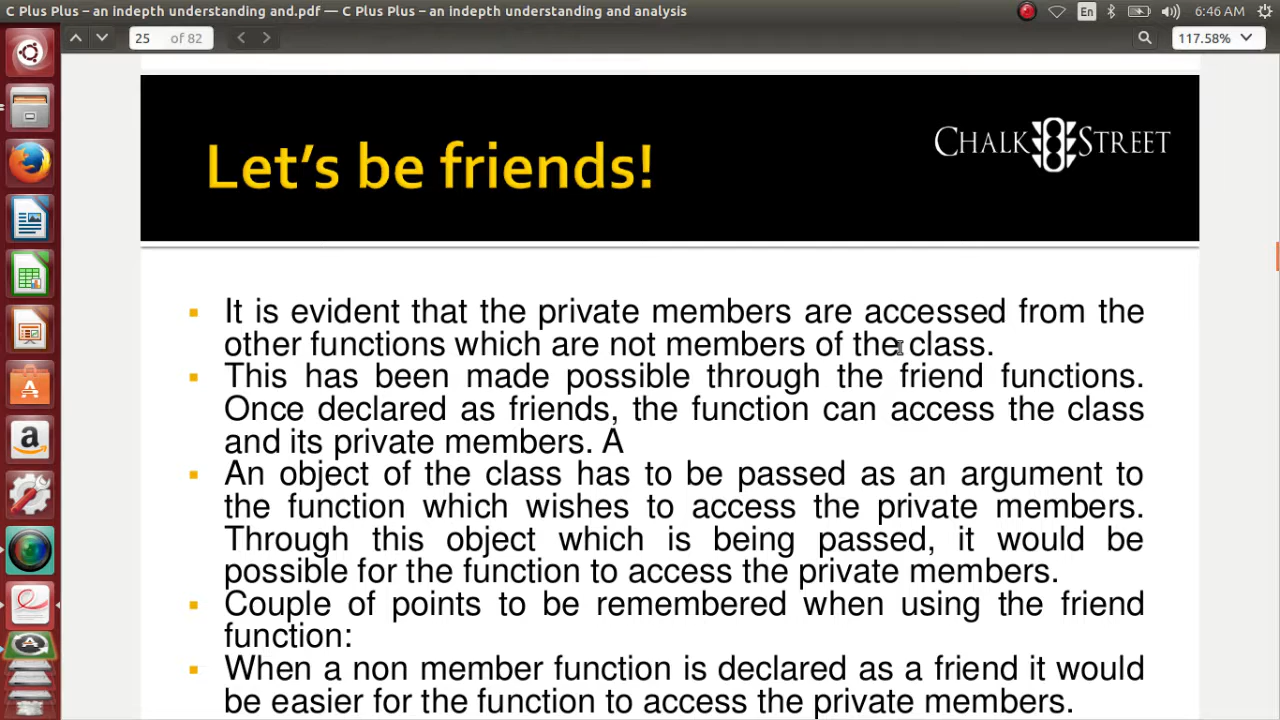 C Plus Plus – an indepth understanding and.pdf — C Plus Plus – an indepth understanding and analysis
En
6:46 AM
25 of 82
117.58%
Let's be friends!
CHALK STREET
▪ It is evident that the private members are accessed from the
other functions which are not members of the class.
▪ This has been made possible through the friend functions.
Once declared as friends, the function can access the class
and its private members. A
▪ An object of the class has to be passed as an argument to
the function which wishes to access the private members.
Through this object which is being passed, it would be
possible for the function to access the private members.
▪ Couple of points to be remembered when using the friend
function:
▪ When a non member function is declared as a friend it would
be easier for the function to access the private members.